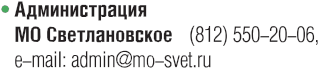 • Администрация
МО Светлановское (812) 550–20–06,
e–mail: admin@mo–svet.ru